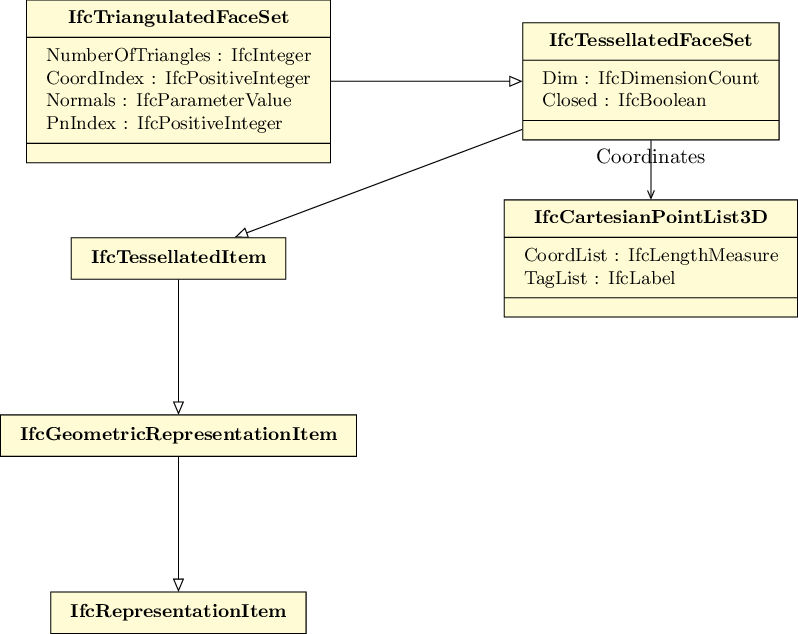 IfcTriangulatedFaceSet
NumberOfTriangles : IfcInteger
CoordIndex : IfcPositiveInteger
Normals : IfcParameterValue
PnIndex : IfcPositiveInteger
IfcTessellatedFaceSet
Dim : IfcDimensionCount
Closed : IfcBoolean
Coordinates
IfcCartesianPointList3D
CoordList : IfcLengthMeasure
TagList : IfcLabel
IfcTessellatedItem
IfcGeometricRepresentationItem
IfcRepresentationItem